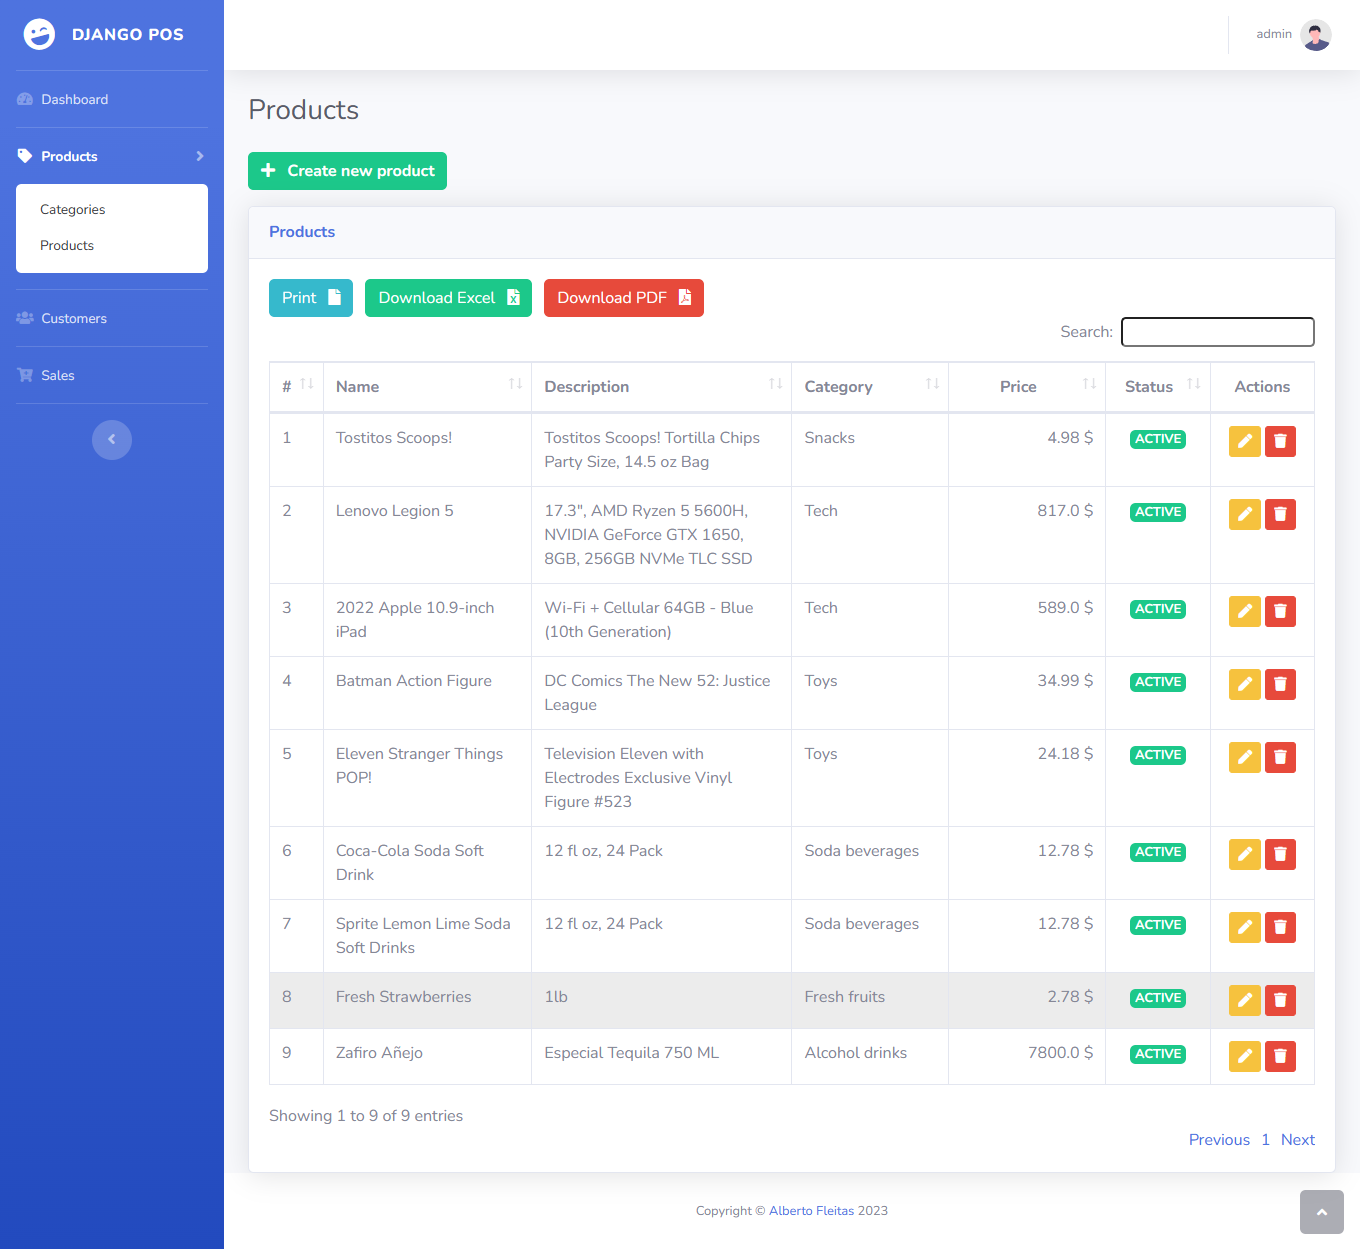 DJANGO POS
admin
Dashboard
Products
Categories
Products
Customers
Sales
Products
Create new product
Products
Print
Download Excel
Download PDF
Search:
# Name Description Category Price Status Actions
1 Tostitos Scoops! Tostitos Scoops! Tortilla Chips Snacks 4.98 $ ACTIVE
Party Size, 14.5 oz Bag
2 Lenovo Legion 5 17.3", AMD Ryzen 5 5600H, Tech 817.0 $ ACTIVE
NVIDIA GeForce GTX 1650,
8GB, 256GB NVMe TLC SSD
3 2022 Apple 10.9-inch Wi-Fi + Cellular 64GB - Blue Tech 589.0 $ ACTIVE
iPad (10th Generation)
4 Batman Action Figure DC Comics The New 52: Justice Toys 34.99 $ ACTIVE
League
5 Eleven Stranger Things Television Eleven with Toys 24.18 $ ACTIVE
POP! Electrodes Exclusive Vinyl
Figure #523
6 Coca-Cola Soda Soft 12 fl oz, 24 Pack Soda beverages 12.78 $ ACTIVE
Drink
7 Sprite Lemon Lime Soda 12 fl oz, 24 Pack Soda beverages 12.78 $ ACTIVE
Soft Drinks
8 Fresh Strawberries 1lb Fresh fruits 2.78 $ ACTIVE
9 Zafiro Añejo Especial Tequila 750 ML Alcohol drinks 7800.0 $ ACTIVE
Showing 1 to 9 of 9 entries
Previous 1 Next
Copyright © Alberto Fleitas 2023